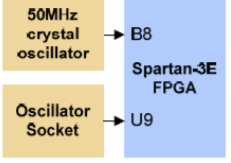 50MHz
crystal
oscillator
B8
Spartan-3E
FPGA
Oscillator
Socket
U9